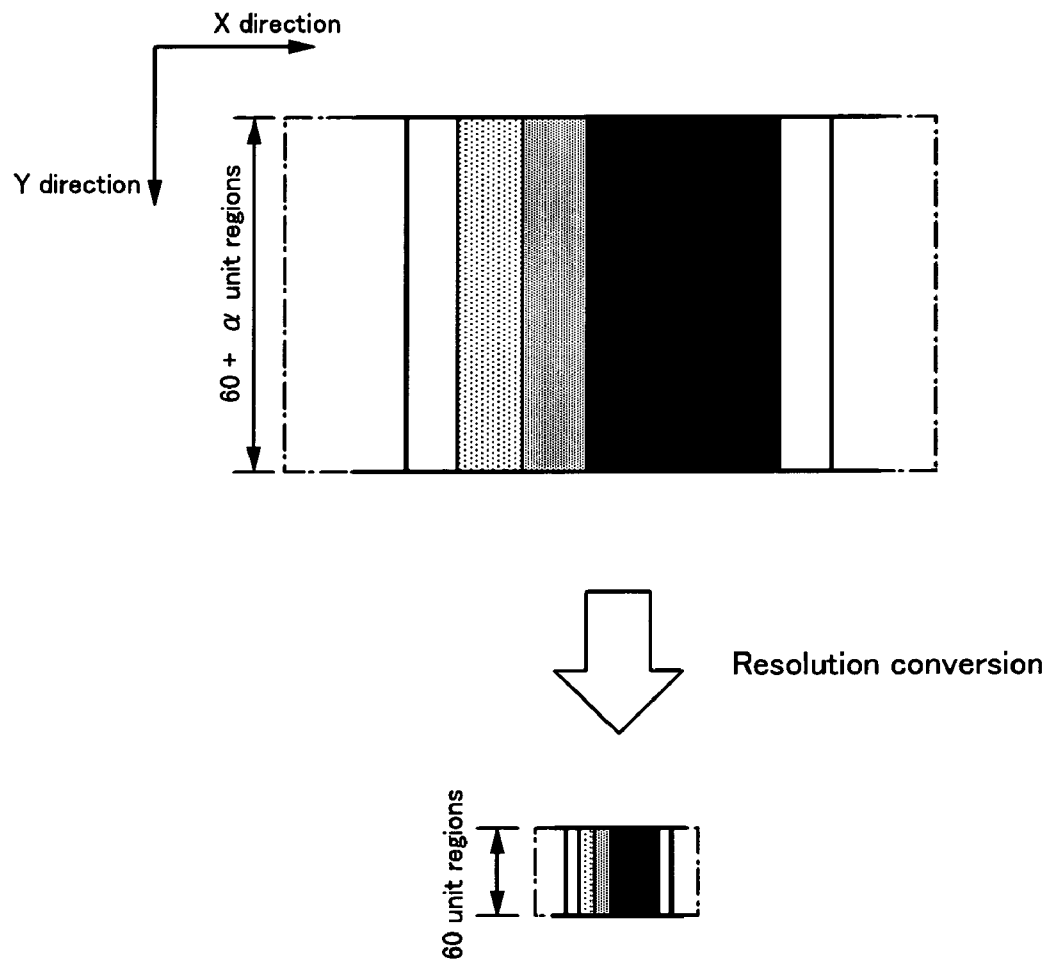 X direction
Y direction
60 + α unit regions
Resolution conversion
60 unit regions